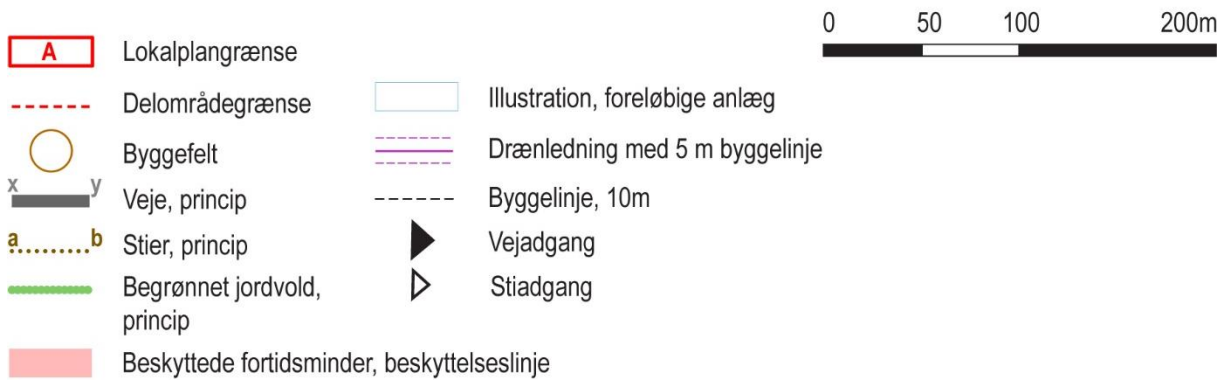 0 50 100 200m
A Lokalplangrænse
Delområdegrænse
Byggefelt
x y Veje, princip
a b Stier, princip
Begrønnet jordvold,
princip
Beskyttede fortidsminder, beskyttelseslinje
Illustration, foreløbige anlæg
Drænledning med 5 m byggelinje
Byggelinje, 10m
Vejadgang
Stiadgang